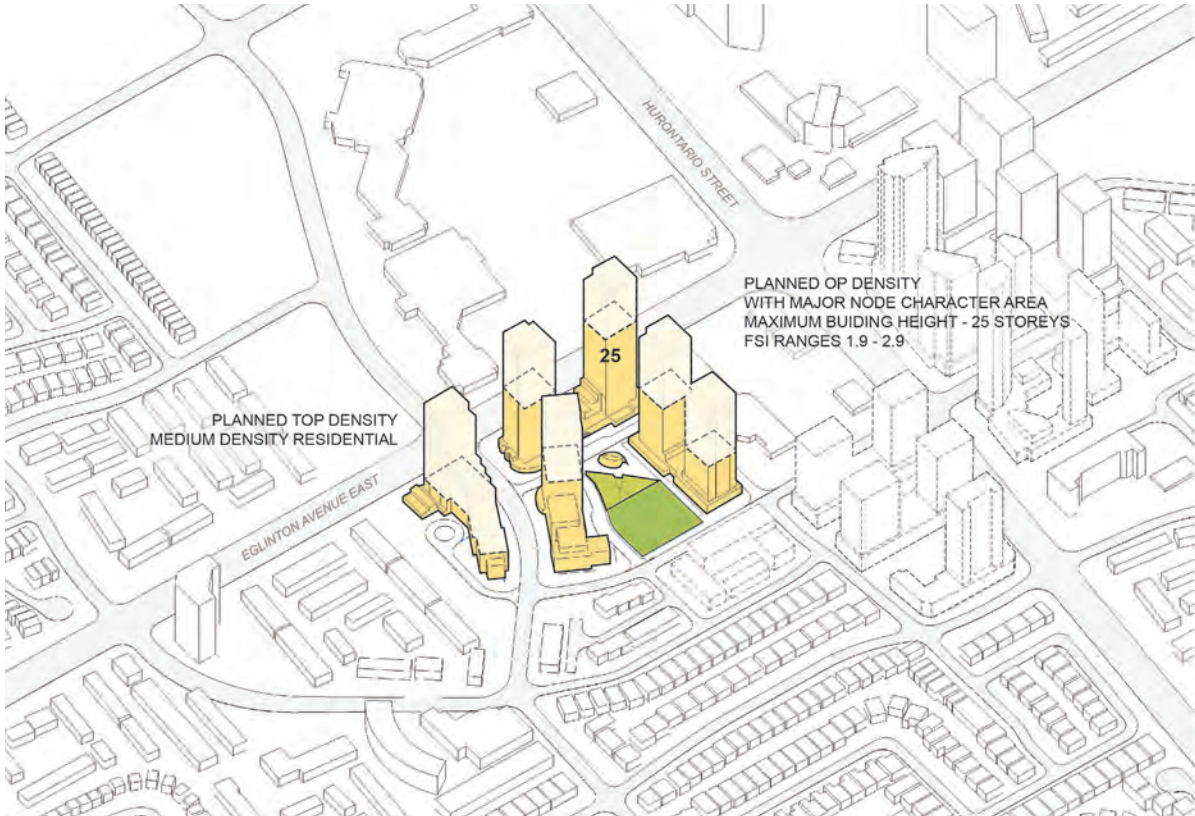 HURONTARIO STREET
PLANNED OP DENSITY
WITH MAJOR NODE CHARACTER AREA
MAXIMUM BUIDING HEIGHT - 25 STOREYS
FSI RANGES 1.9 - 2.9
25
PLANNED TOP DENSITY
MEDIUM DENSITY RESIDENTIAL
EGLINTON AVENUE EAST